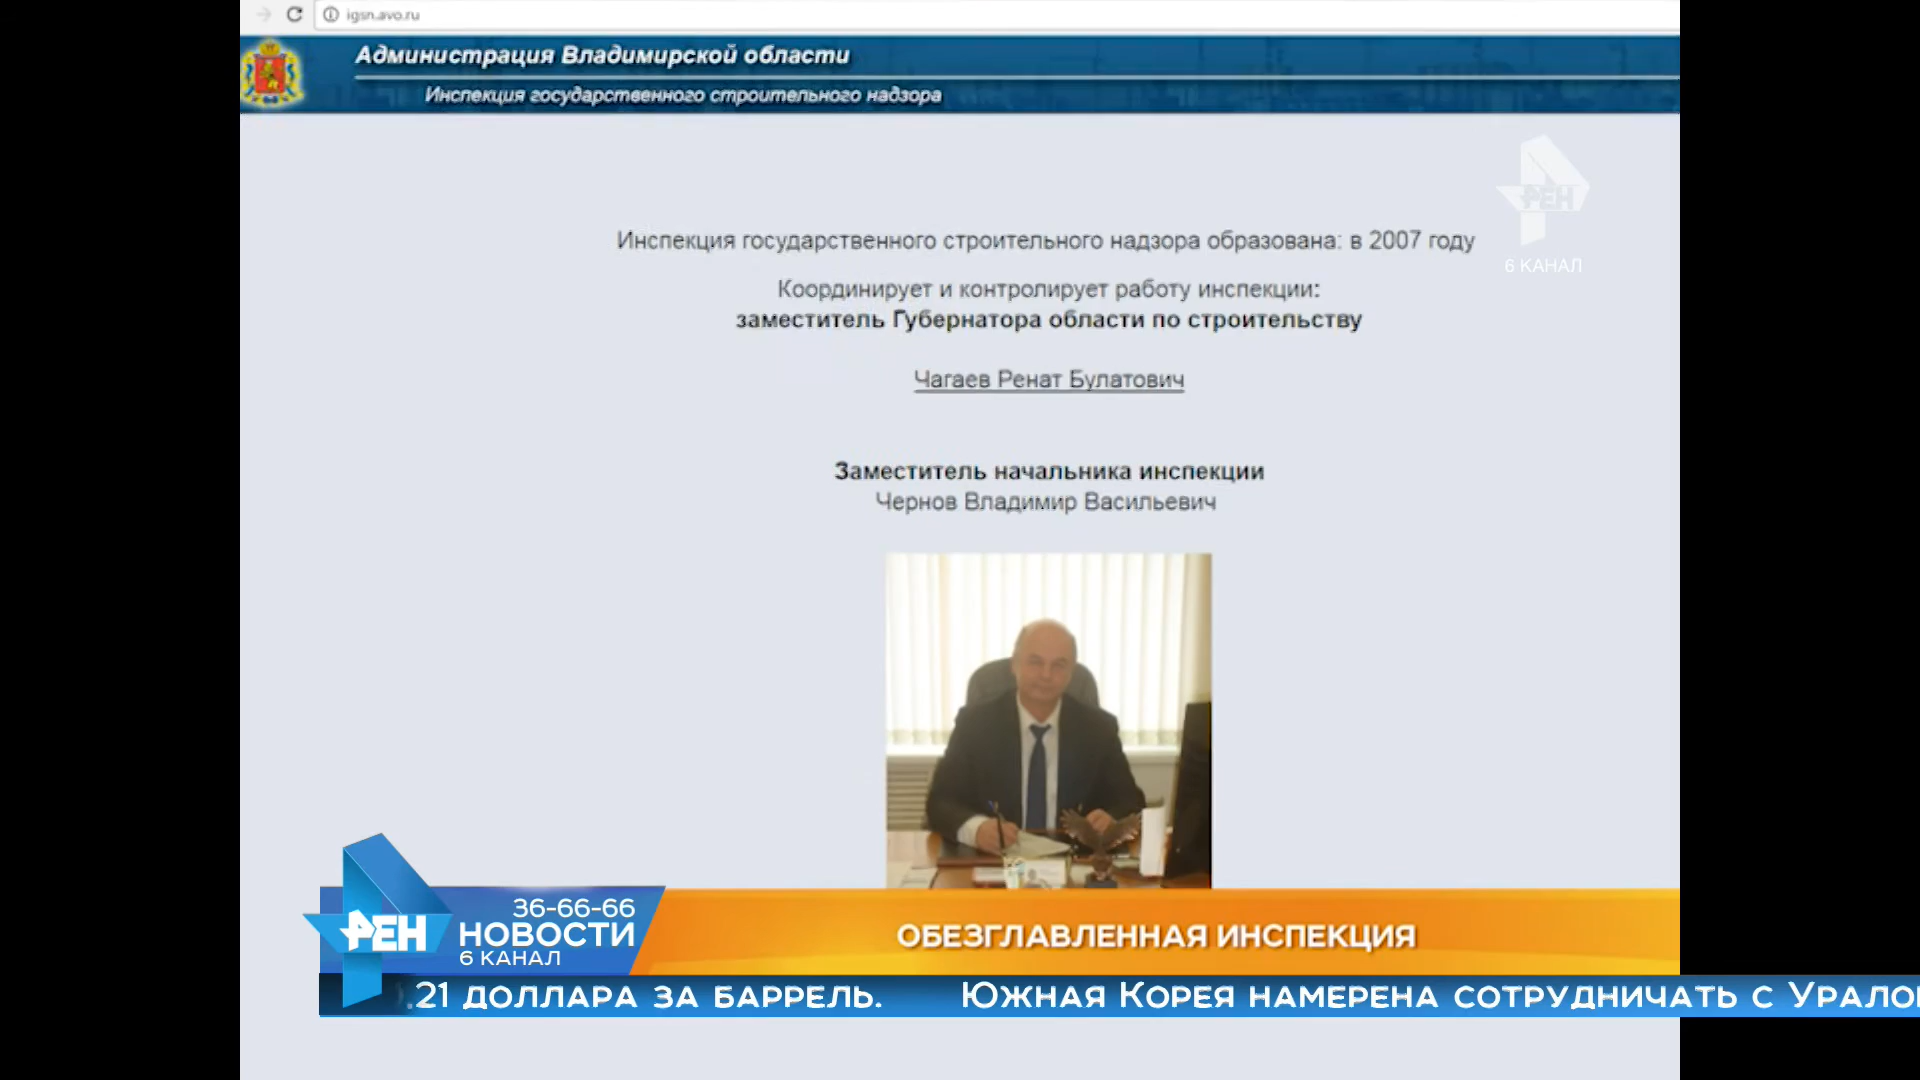 igsn.avo.ru
Администрация Владимирской области
Инспекция государственного строительного надзора
РЕН
6 КАНАЛ
Инспекция государственного строительного надзора образована: в 2007 году
Координирует и контролирует работу инспекции:
заместитель Губернатора области по строительству
Чагаев Ренат Булатович
Заместитель начальника инспекции
Чернов Владимир Васильевич
36-66-66
РЕН НОВОСТИ
6 КАНАЛ
ОБЕЗГЛАВЛЕННАЯ ИНСПЕКЦИЯ
.21 ДОЛЛАРА ЗА БАРРЕЛЬ. ЮЖНАЯ КОРЕЯ НАМЕРЕНА СОТРУДНИЧАТЬ С УРАЛО